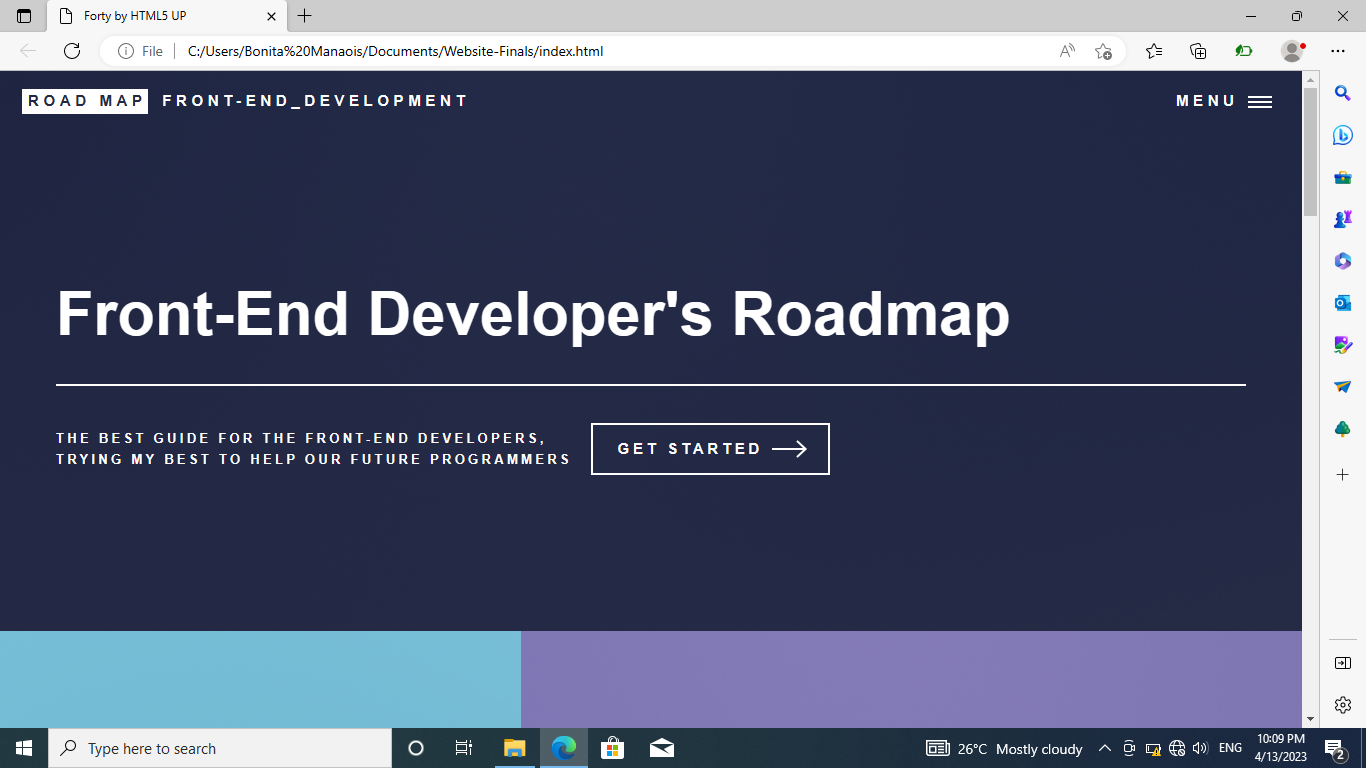 Forty by HTML5 UP
File
C:/Users/Bonita%20Manaois/Documents/Website-Finals/index.html
ROAD MAP FRONT-END_DEVELOPMENT
MENU
Front-End Developer's Roadmap
THE BEST GUIDE FOR THE FRONT-END DEVELOPERS,
TRYING MY BEST TO HELP OUR FUTURE PROGRAMMERS
GET STARTED
Type here to search
26°C Mostly cloudy
ENG
10:09 PM
4/13/2023
2